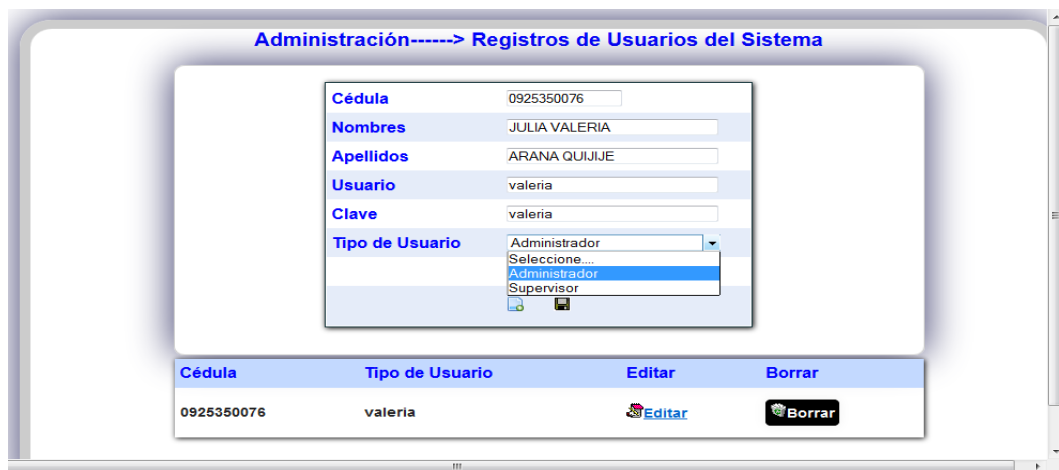 Administración------> Registros de Usuarios del Sistema
Cédula 0925350076
Nombres JULIA VALERIA
Apellidos ARANA QUIJIJE
Usuario valeria
Clave valeria
Tipo de Usuario Administrador
Seleccione....
Administrador
Supervisor
Cédula Tipo de Usuario Editar Borrar
0925350076 valeria Editar Borrar